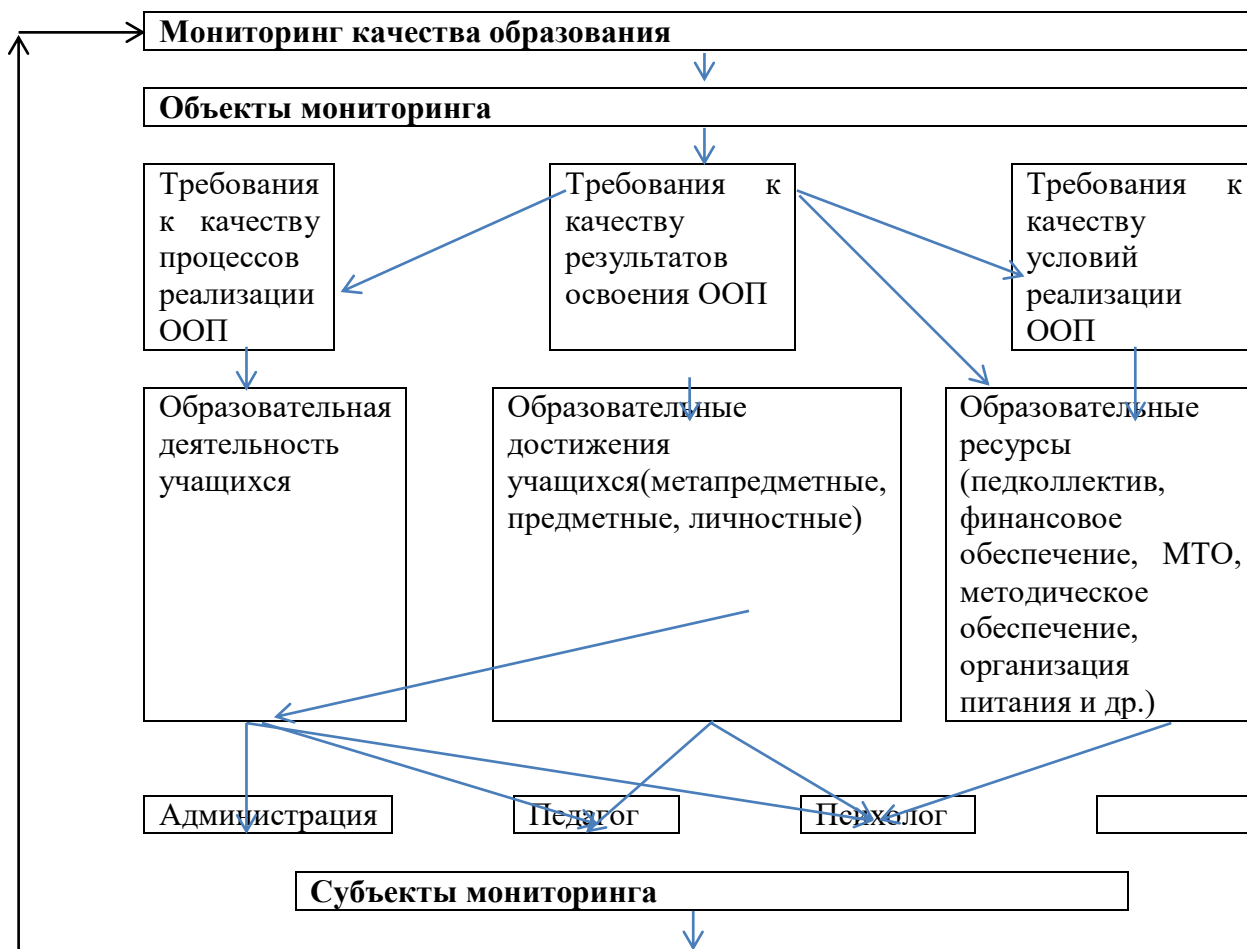 Мониторинг качества образования
Объекты мониторинга
Требования
к качеству
процессов
реализации
ООП
Требования к
качеству
результатов
освоения ООП
Требования к
качеству
условий
реализации
ООП
Образовательная
деятельность
учащихся
Образовательные
достижения
учащихся(метапредметные,
предметные, личностные)
Образовательные
ресурсы
(педколлектив,
финансовое
обеспечение, МТО,
методическое
обеспечение,
организация
питания и др.)
Администрация
Педагог
Психолог
Субъекты мониторинга